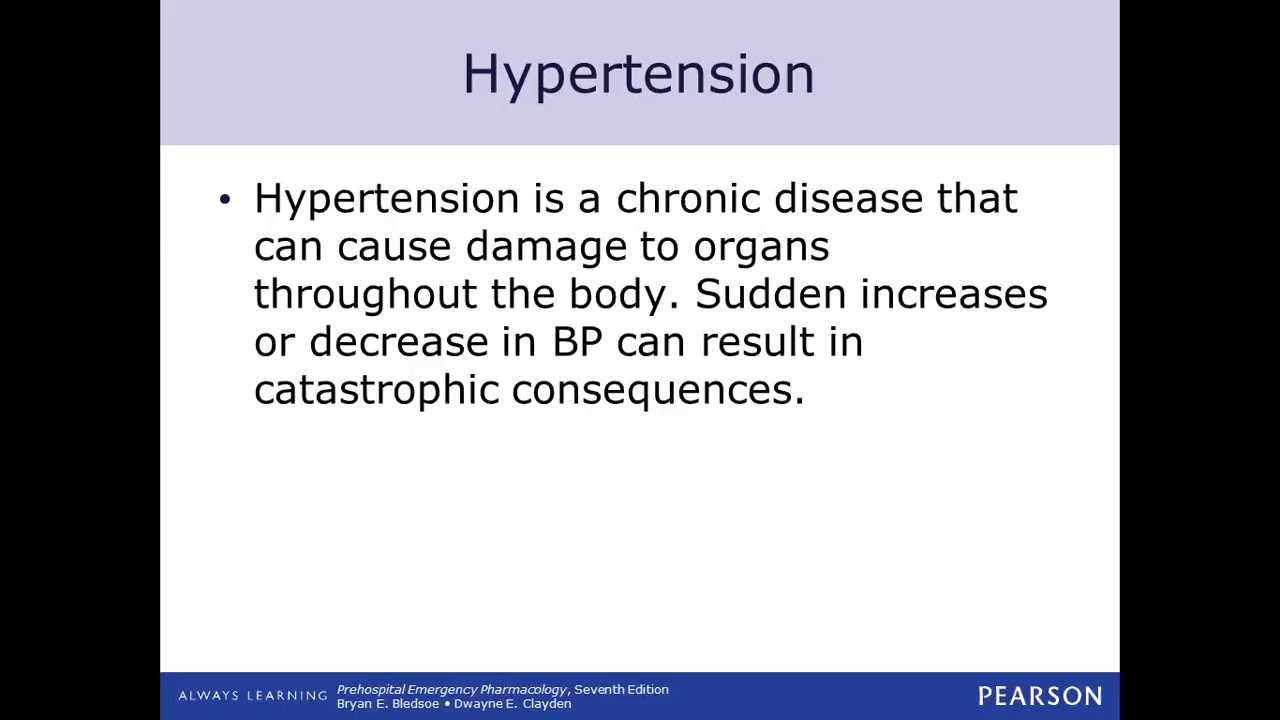 Hypertension
• Hypertension is a chronic disease that
can cause damage to organs
throughout the body. Sudden increases
or decrease in BP can result in
catastrophic consequences.
ALWAYS LEARNING
Prehospital Emergency Pharmacology, Seventh Edition
Bryan E. Bledsoe • Dwayne E. Clayden
PEARSON